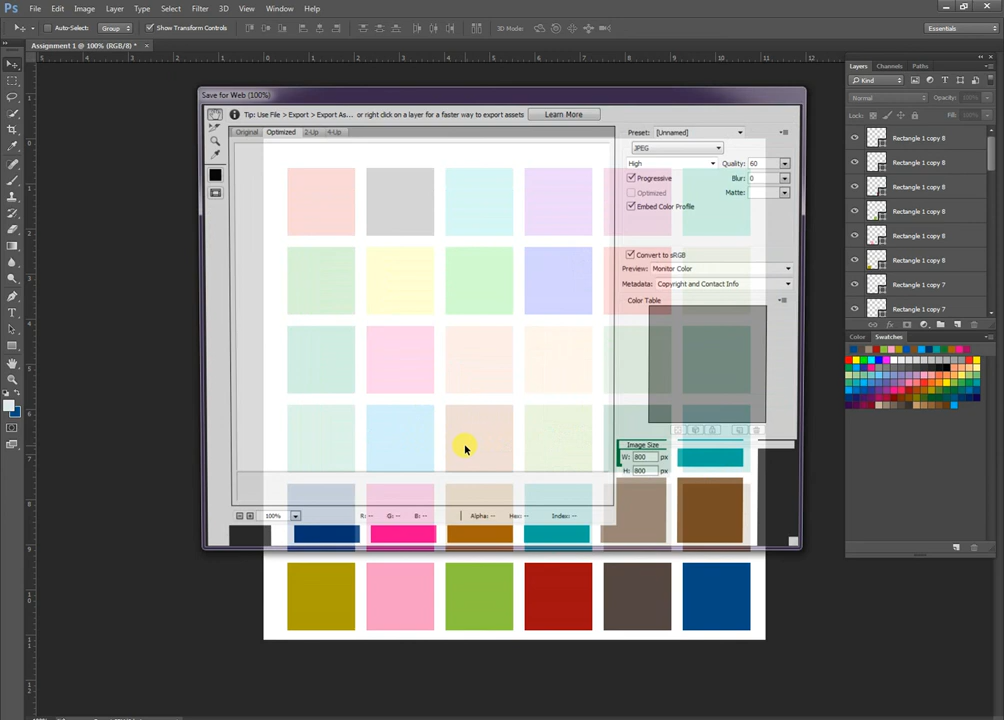 Ps File Edit Image Layer Type Select Filter 3D View Window Help
Auto-Select: Group Show Transform Controls 3D Mode: Essentials
Assignment 1 @ 100% (RGB/8) * ×
Layers Channels Paths
Kind
Normal Opacity: 100%
Lock: Fill:
Rectangle 1 copy 8
Rectangle 1 copy 8
Rectangle 1 copy 8
Rectangle 1 copy 8
Rectangle 1 copy 8
Rectangle 1 copy 8
Rectangle 1 copy 7
Rectangle 1 copy 7
Color Swatches
Save for Web (100%)
Tip: Use File > Export > Export As... or right click on a layer for a faster way to export assets Learn More
Original Optimized 2-Up 4-Up
Preset: [Unnamed]
JPEG
High Quality: 60
Progressive Blur: 0
Optimized Matte:
Embed Color Profile
Convert to sRGB
Preview: Monitor Color
Metadata: Copyright and Contact Info
Color Table
Image Size
W: 800 px
H: 800 px
100% R: -- G: -- B: -- Alpha: -- Hex: -- Index: --